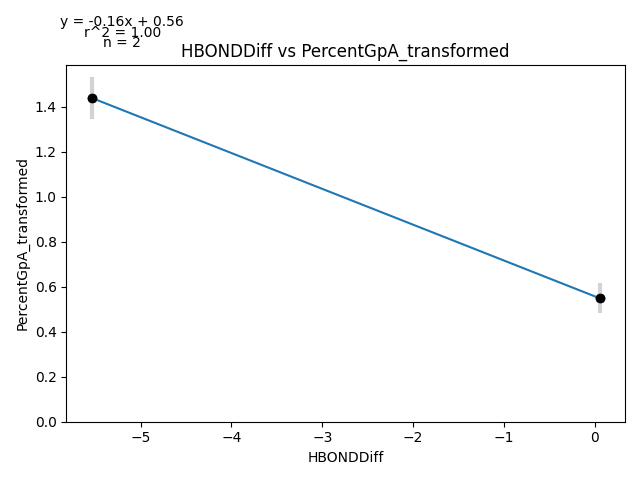 y = -0.16x + 0.56
r^2 = 1.00
n = 2
HBONDDiff vs PercentGpA_transformed
PercentGpA_transformed
1.4
1.2
1.0
0.8
0.6
0.4
0.2
0.0
−5
−4
−3
−2
−1
0
HBONDDiff